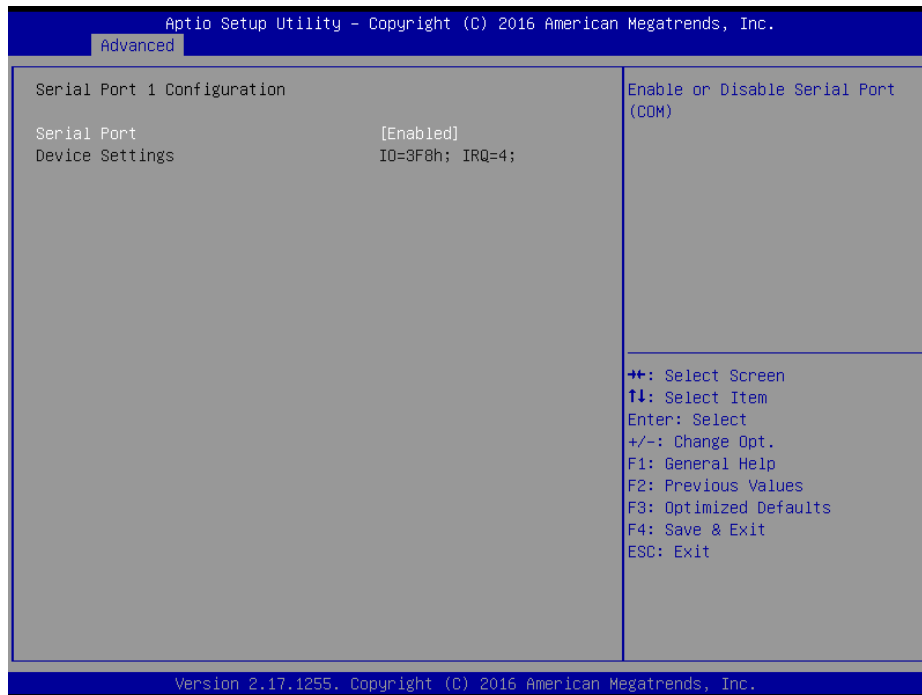 Aptio Setup Utility – Copyright (C) 2016 American Megatrends, Inc.
Advanced
Serial Port 1 Configuration
Serial Port [Enabled]
Device Settings IO=3F8h; IRQ=4;
Enable or Disable Serial Port
(COM)
→←: Select Screen
↑↓: Select Item
Enter: Select
+/-: Change Opt.
F1: General Help
F2: Previous Values
F3: Optimized Defaults
F4: Save & Exit
ESC: Exit
Version 2.17.1255. Copyright (C) 2016 American Megatrends, Inc.